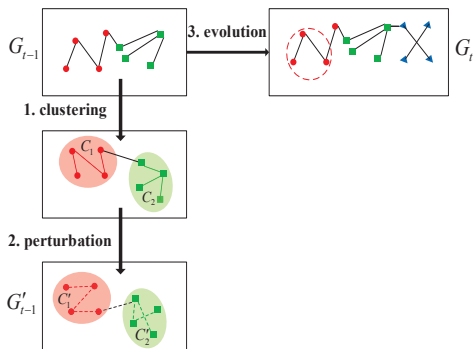 G_{t-1}
3. evolution
G_t
1. clustering
C_1
C_2
2. perturbation
G'_{t-1}
C'_1
C'_2